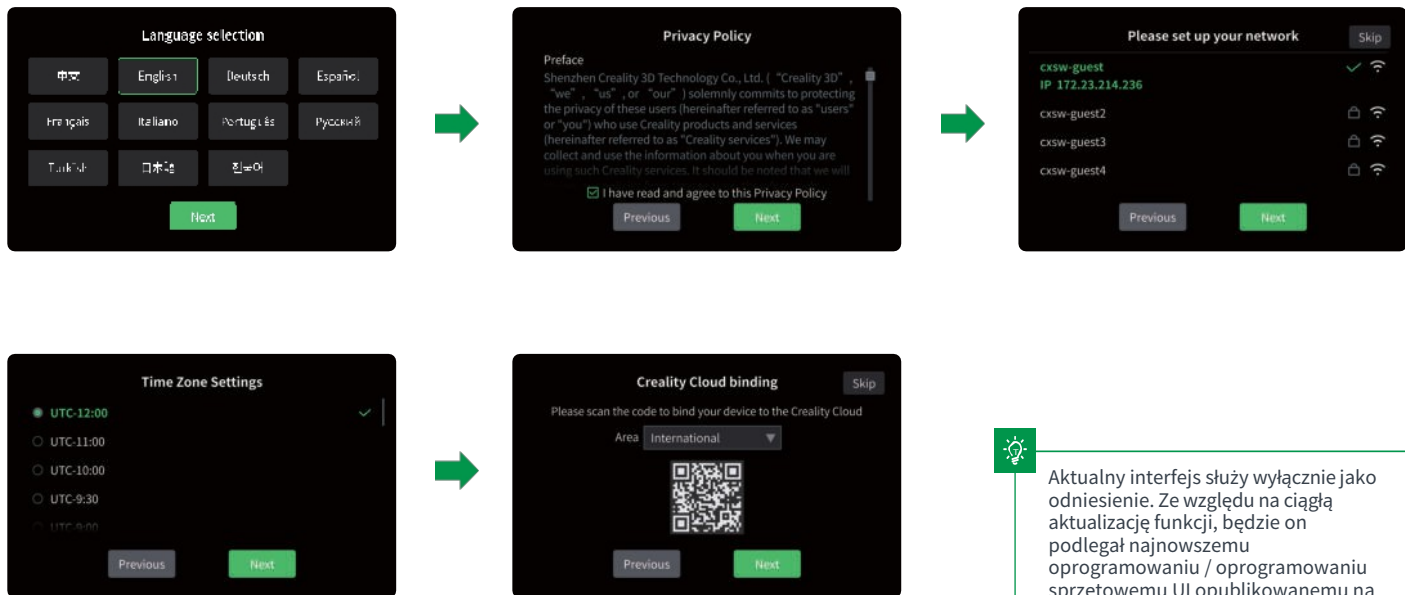 Language selection
中文 English Deutsch Español
Français Italiano Português Русский
Turkish 日本語 한국어
Next
Privacy Policy
Preface
Shenzhen Creality 3D Technology Co., Ltd. ( “Creality 3D” ,
“we” , “us” , or “our” ) solemnly commits to protecting
the privacy of these users (hereinafter referred to as "users"
or "you") who use Creality products and services
(hereinafter referred to as "Creality services"). We may
collect and use the information about you when you are
using such Creality services. It should be noted that we will
I have read and agree to this Privacy Policy
Previous Next
Please set up your network Skip
cxsw-guest
IP 172.23.214.236
cxsw-guest2
cxsw-guest3
cxsw-guest4
Previous Next
Time Zone Settings
UTC-12:00
UTC-11:00
UTC-10:00
UTC-9:30
UTC-9:00
Previous Next
Creality Cloud binding Skip
Please scan the code to bind your device to the Creality Cloud
Area International
Previous Next
Aktualny interfejs służy wyłącznie jako
odniesienie. Ze względu na ciągłą
aktualizację funkcji, będzie on
podlegał najnowszemu
oprogramowaniu / oprogramowaniu
sprzętowemu UI opublikowanemu na